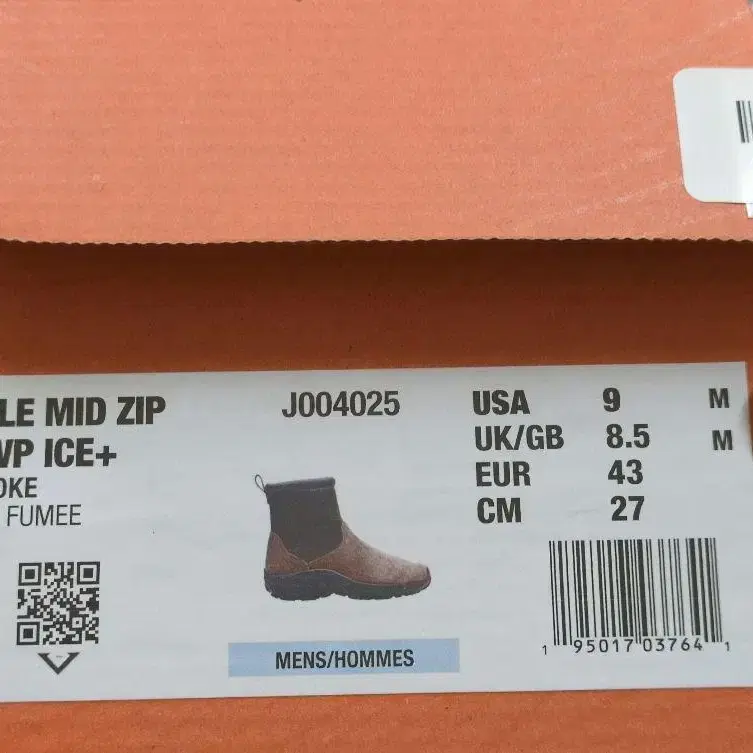 LE MID ZIP
WP ICE+
OKE
FUMEE
J004025
MENS/HOMMES
USA 9 M
UK/GB 8.5 M
EUR 43
CM 27
1 95017 03764 1